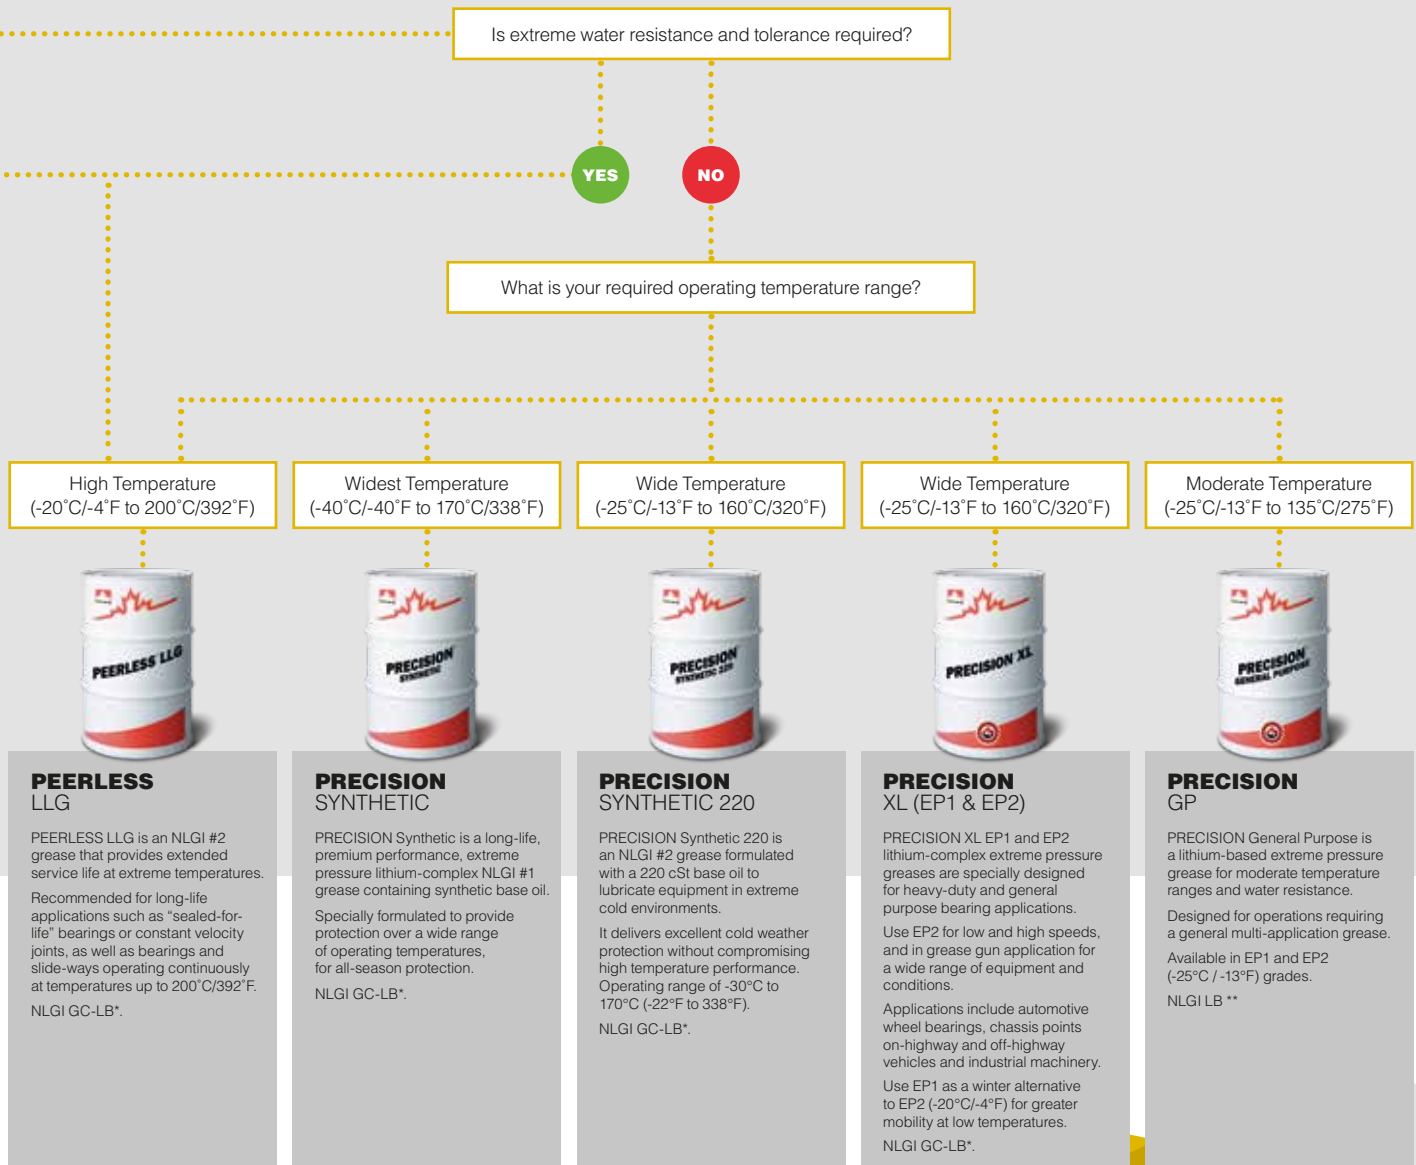 Is extreme water resistance and tolerance required?
YES
NO
What is your required operating temperature range?
High Temperature
(-20˚C/-4˚F to 200˚C/392˚F)
Widest Temperature
(-40˚C/-40˚F to 170˚C/338˚F)
Wide Temperature
(-25˚C/-13˚F to 160˚C/320˚F)
Wide Temperature
(-25˚C/-13˚F to 160˚C/320˚F)
Moderate Temperature
(-25˚C/-13˚F to 135˚C/275˚F)
PEERLESS LLG
PRECISION
SYNTHETIC
PRECISION
SYNTHETIC 220
PRECISION XL
PRECISION
GENERAL PURPOSE
PEERLESS
LLG
PEERLESS LLG is an NLGI #2
grease that provides extended
service life at extreme temperatures.
Recommended for long-life
applications such as “sealed-for-
life” bearings or constant velocity
joints, as well as bearings and
slide-ways operating continuously
at temperatures up to 200˚C/392˚F.
NLGI GC-LB*.
PRECISION
SYNTHETIC
PRECISION Synthetic is a long-life,
premium performance, extreme
pressure lithium-complex NLGI #1
grease containing synthetic base oil.
Specially formulated to provide
protection over a wide range
of operating temperatures,
for all-season protection.
NLGI GC-LB*.
PRECISION
SYNTHETIC 220
PRECISION Synthetic 220 is
an NLGI #2 grease formulated
with a 220 cSt base oil to
lubricate equipment in extreme
cold environments.
It delivers excellent cold weather
protection without compromising
high temperature performance.
Operating range of -30°C to
170°C (-22°F to 338°F).
NLGI GC-LB*.
PRECISION
XL (EP1 & EP2)
PRECISION XL EP1 and EP2
lithium-complex extreme pressure
greases are specially designed
for heavy-duty and general
purpose bearing applications.
Use EP2 for low and high speeds,
and in grease gun application for
a wide range of equipment and
conditions.
Applications include automotive
wheel bearings, chassis points
on-highway and off-highway
vehicles and industrial machinery.
Use EP1 as a winter alternative
to EP2 (-20°C/-4°F) for greater
mobility at low temperatures.
NLGI GC-LB*.
PRECISION
GP
PRECISION General Purpose is
a lithium-based extreme pressure
grease for moderate temperature
ranges and water resistance.
Designed for operations requiring
a general multi-application grease.
Available in EP1 and EP2
(-25°C / -13°F) grades.
NLGI LB **